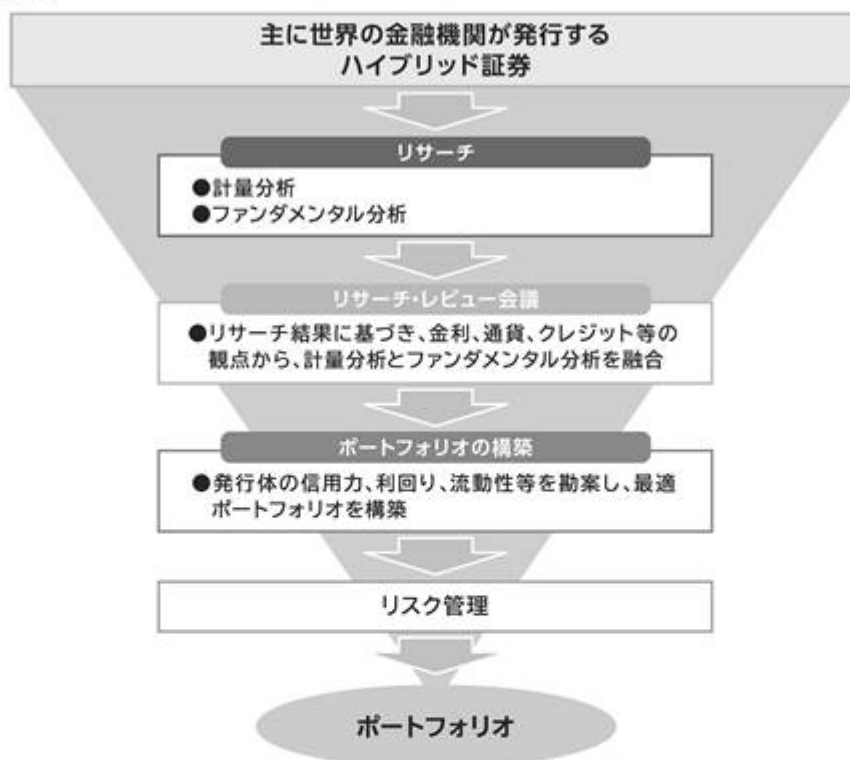 主に世界の金融機関が発行する
ハイブリッド証券
リサーチ
●計量分析
●ファンダメンタル分析
リサーチ・レビュー会議
●リサーチ結果に基づき、金利、通貨、クレジット等の
観点から、計量分析とファンダメンタル分析を融合
ポートフォリオの構築
●発行体の信用力、利回り、流動性等を勘案し、最適
ポートフォリオを構築
リスク管理
ポートフォリオ